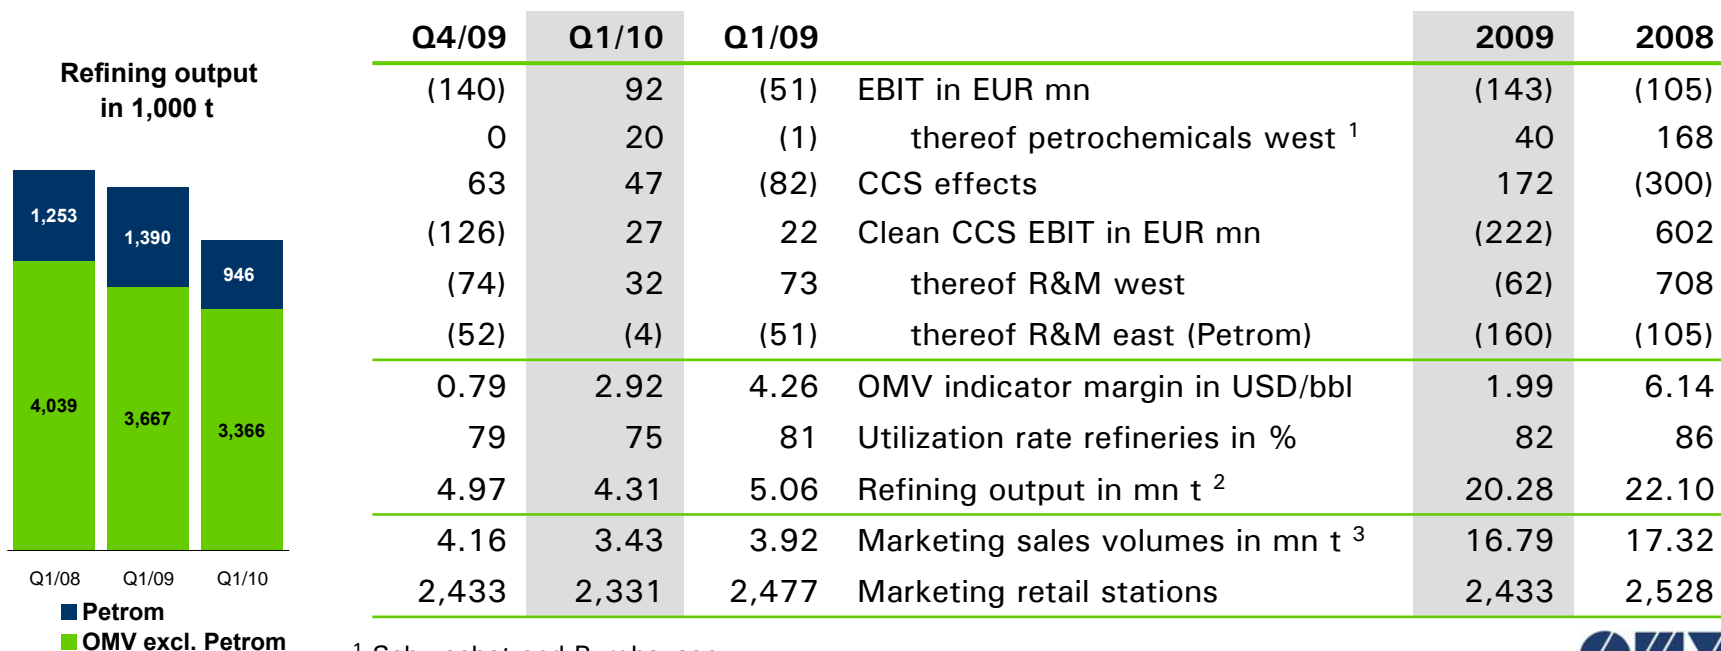 Refining output
in 1,000 t
1,253
1,390
946
4,039
3,667
3,366
Q1/08 Q1/09 Q1/10
Petrom
OMV excl. Petrom
Q4/09 Q1/10 Q1/09 2009 2008
(140) 92 (51) EBIT in EUR mn (143) (105)
0 20 (1) thereof petrochemicals west 1 40 168
63 47 (82) CCS effects 172 (300)
(126) 27 22 Clean CCS EBIT in EUR mn (222) 602
(74) 32 73 thereof R&M west (62) 708
(52) (4) (51) thereof R&M east (Petrom) (160) (105)
0.79 2.92 4.26 OMV indicator margin in USD/bbl 1.99 6.14
79 75 81 Utilization rate refineries in % 82 86
4.97 4.31 5.06 Refining output in mn t 2 20.28 22.10
4.16 3.43 3.92 Marketing sales volumes in mn t 3 16.79 17.32
2,433 2,331 2,477 Marketing retail stations 2,433 2,528